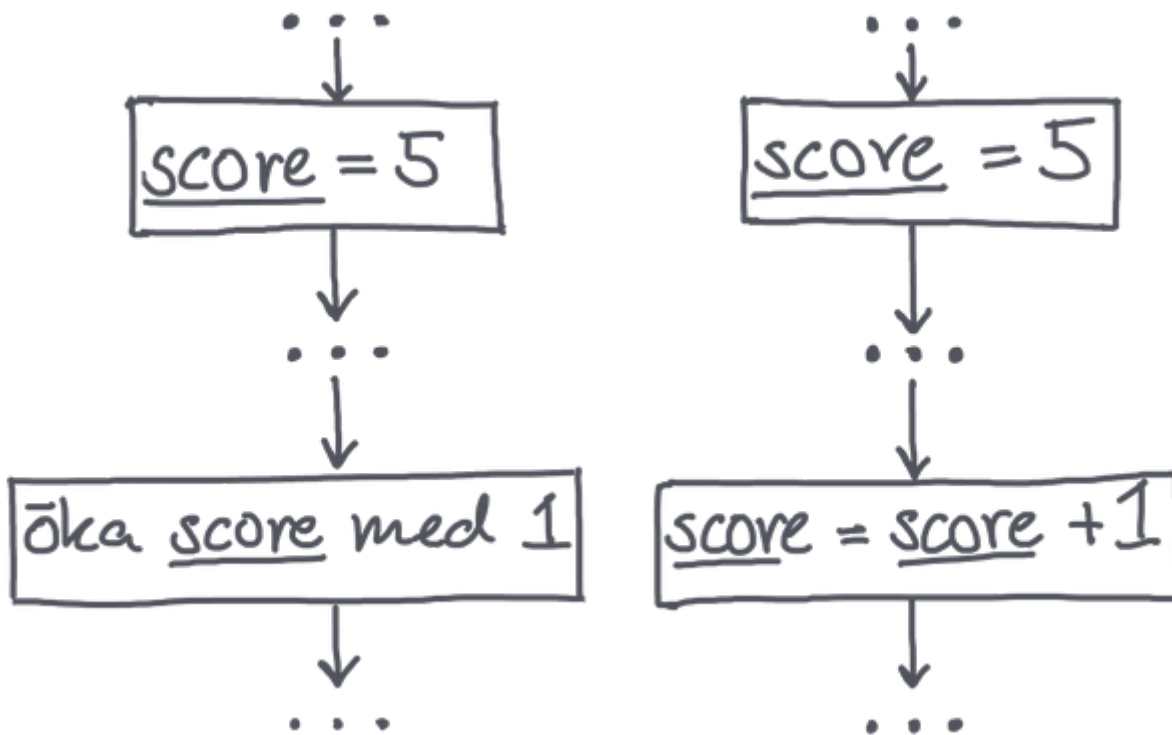 ...
...
score = 5
score = 5
...
...
öka score med 1
score = score + 1
...
...